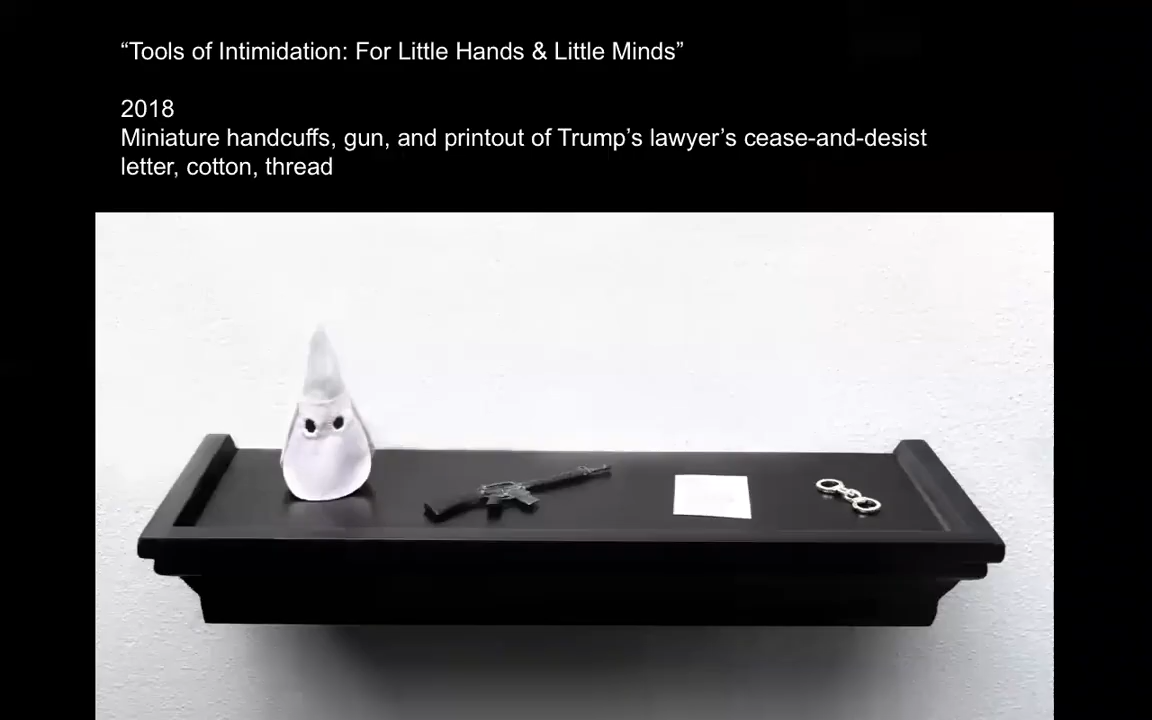 “Tools of Intimidation: For Little Hands & Little Minds”
2018
Miniature handcuffs, gun, and printout of Trump’s lawyer’s cease-and-desist
letter, cotton, thread